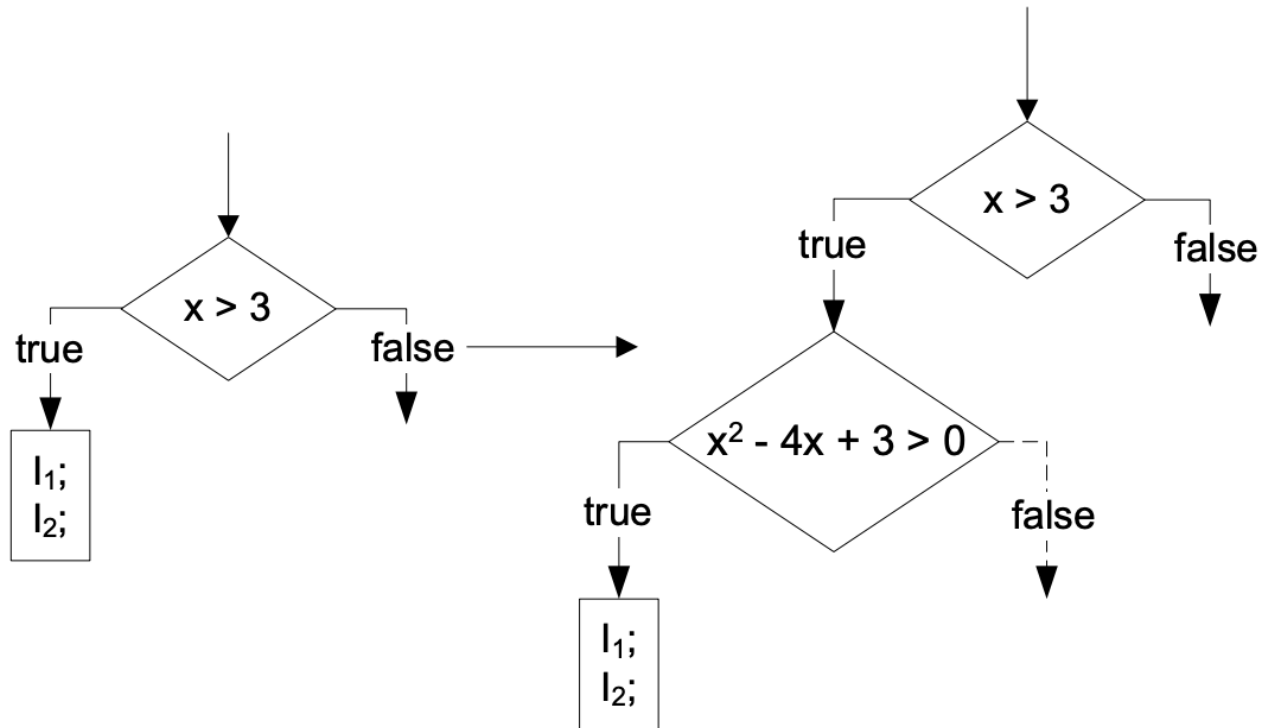 x > 3
true
false
I₁;
I₂;
x > 3
true
false
x² - 4x + 3 > 0
true
false
I₁;
I₂;